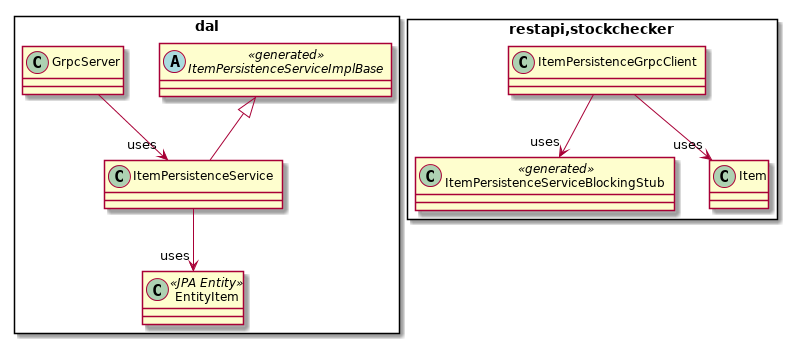 dal
C GrpcServer
A «generated»
ItemPersistenceServiceImplBase
uses
C ItemPersistenceService
uses
C «JPA Entity»
EntityItem
restapi,stockchecker
C ItemPersistenceGrpcClient
uses
uses
C «generated»
ItemPersistenceServiceBlockingStub
C Item